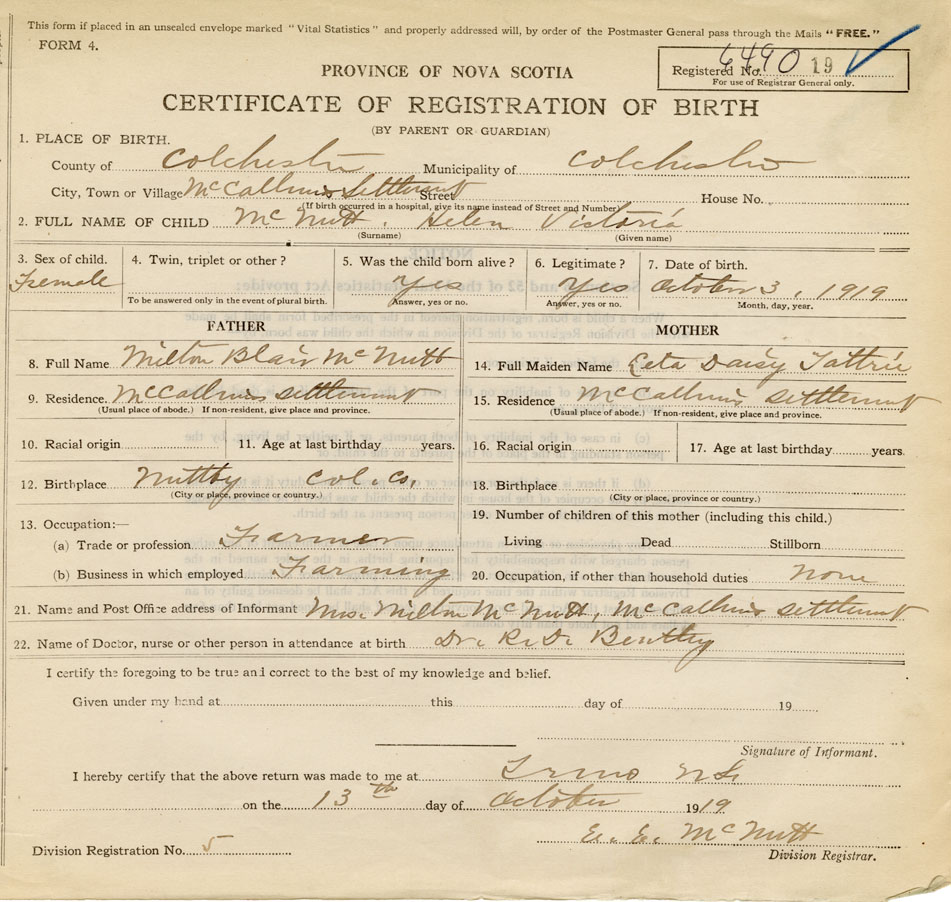 This form if placed in an unsealed envelope marked "Vital Statistics" and properly addressed will, by order of the Postmaster General pass through the Mails "FREE."
FORM 4.
Registered No. 6490 19
For use of Registrar General only.
PROVINCE OF NOVA SCOTIA
CERTIFICATE OF REGISTRATION OF BIRTH
(BY PARENT OR GUARDIAN)
1. PLACE OF BIRTH.
County of Colchester Municipality of Colchester
City, Town or Village McCallums Settlement Street House No.
(If birth occurred in a hospital, give its name instead of Street and Number)
2. FULL NAME OF CHILD McNutt, Helen Victoria
(Surname) (Given name)
3. Sex of child. 4. Twin, triplet or other? 5. Was the child born alive? 6. Legitimate? 7. Date of birth.
Female Yes Yes October 3, 1919
To be answered only in the event of plural birth. Answer, yes or no. Answer, yes or no. Month, day, year.
FATHER
8. Full Name Milton Blair McNutt
9. Residence. McCallums Settlement
(Usual place of abode.) If non-resident, give place and province.
10. Racial origin 11. Age at last birthday years.
12. Birthplace Nuttby Col. Co.
(City or place, province or country.)
13. Occupation:—
(a) Trade or profession Farmer
(b) Business in which employed Farming
MOTHER
14. Full Maiden Name Leta Daisy Tattrie
15. Residence McCallums Settlement
(Usual place of abode.) If non-resident, give place and province.
16. Racial origin 17. Age at last birthday years.
18. Birthplace
(City or place, province or country.)
19. Number of children of this mother (including this child.)
Living Dead Stillborn
20. Occupation, if other than household duties none
21. Name and Post Office address of Informant Mrs. Milton McNutt, McCallums Settlement
22. Name of Doctor, nurse or other person in attendance at birth Dr. R. D. Bentley
I certify the foregoing to be true and correct to the best of my knowledge and belief.
Given under my hand at this day of 19
Signature of Informant.
I hereby certify that the above return was made to me at Truro N.S.
on the 13th day of October 1919
E. E. McNutt
Division Registration No. 5 Division Registrar.